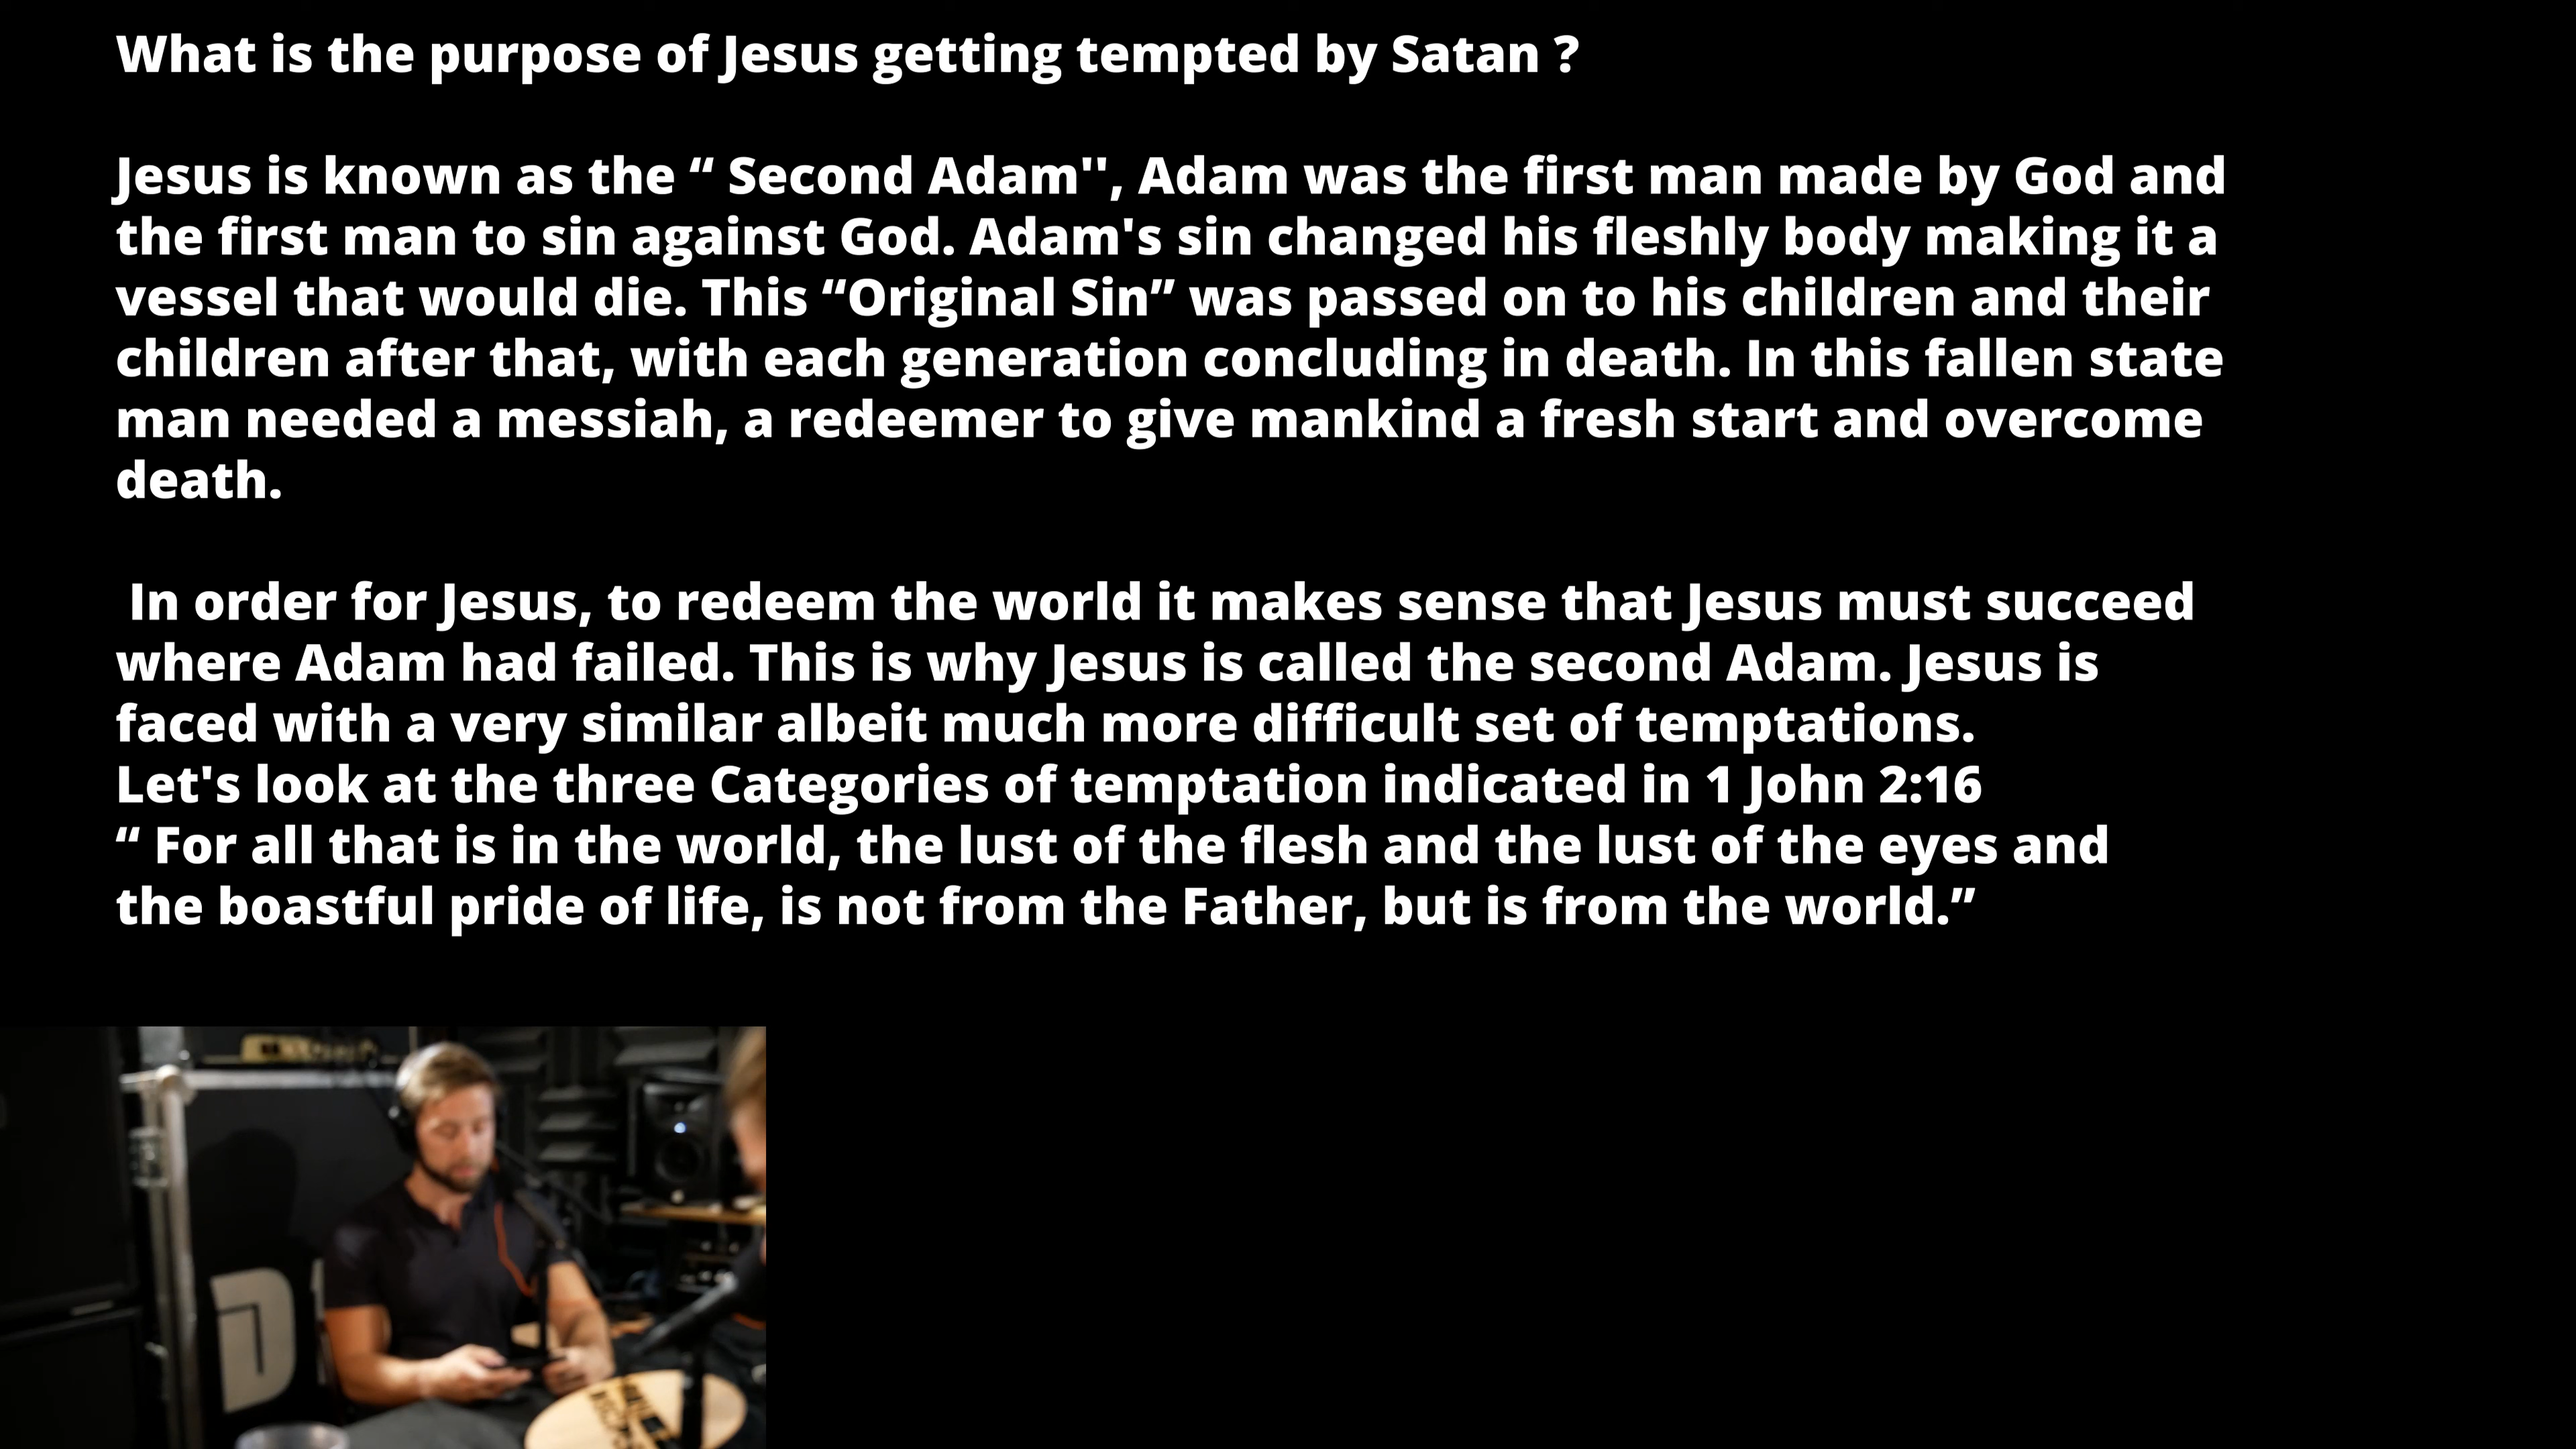 What is the purpose of Jesus getting tempted by Satan ?
Jesus is known as the “ Second Adam'', Adam was the first man made by God and
the first man to sin against God. Adam's sin changed his fleshly body making it a
vessel that would die. This “Original Sin” was passed on to his children and their
children after that, with each generation concluding in death. In this fallen state
man needed a messiah, a redeemer to give mankind a fresh start and overcome
death.
In order for Jesus, to redeem the world it makes sense that Jesus must succeed
where Adam had failed. This is why Jesus is called the second Adam. Jesus is
faced with a very similar albeit much more difficult set of temptations.
Let's look at the three Categories of temptation indicated in 1 John 2:16
“ For all that is in the world, the lust of the flesh and the lust of the eyes and
the boastful pride of life, is not from the Father, but is from the world.”